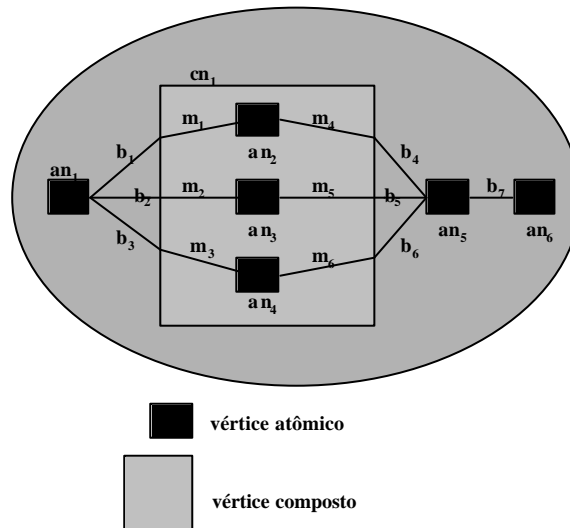 cn1
m1 m4
b1 an2 b4
an1 m2 m5 b7
b2 b5
b3 an3 an5 an6
m3 m6 b6
an4
vértice atômico
vértice composto